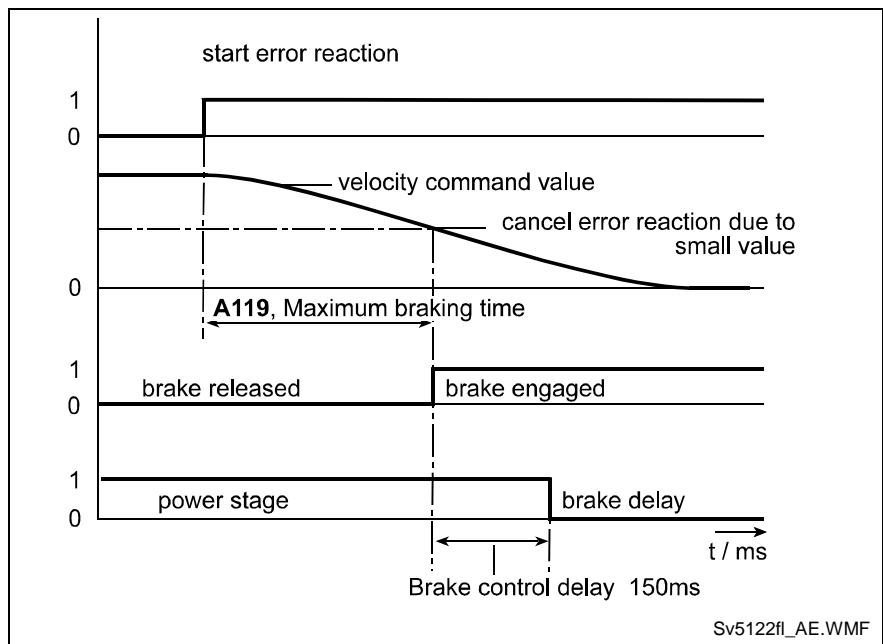 start error reaction
1
0
velocity command value
cancel error reaction due to
small value
0
A119, Maximum braking time
1
brake released
brake engaged
0
1
power stage
brake delay
0
t / ms
Brake control delay 150ms
Sv5122fl_AE.WMF